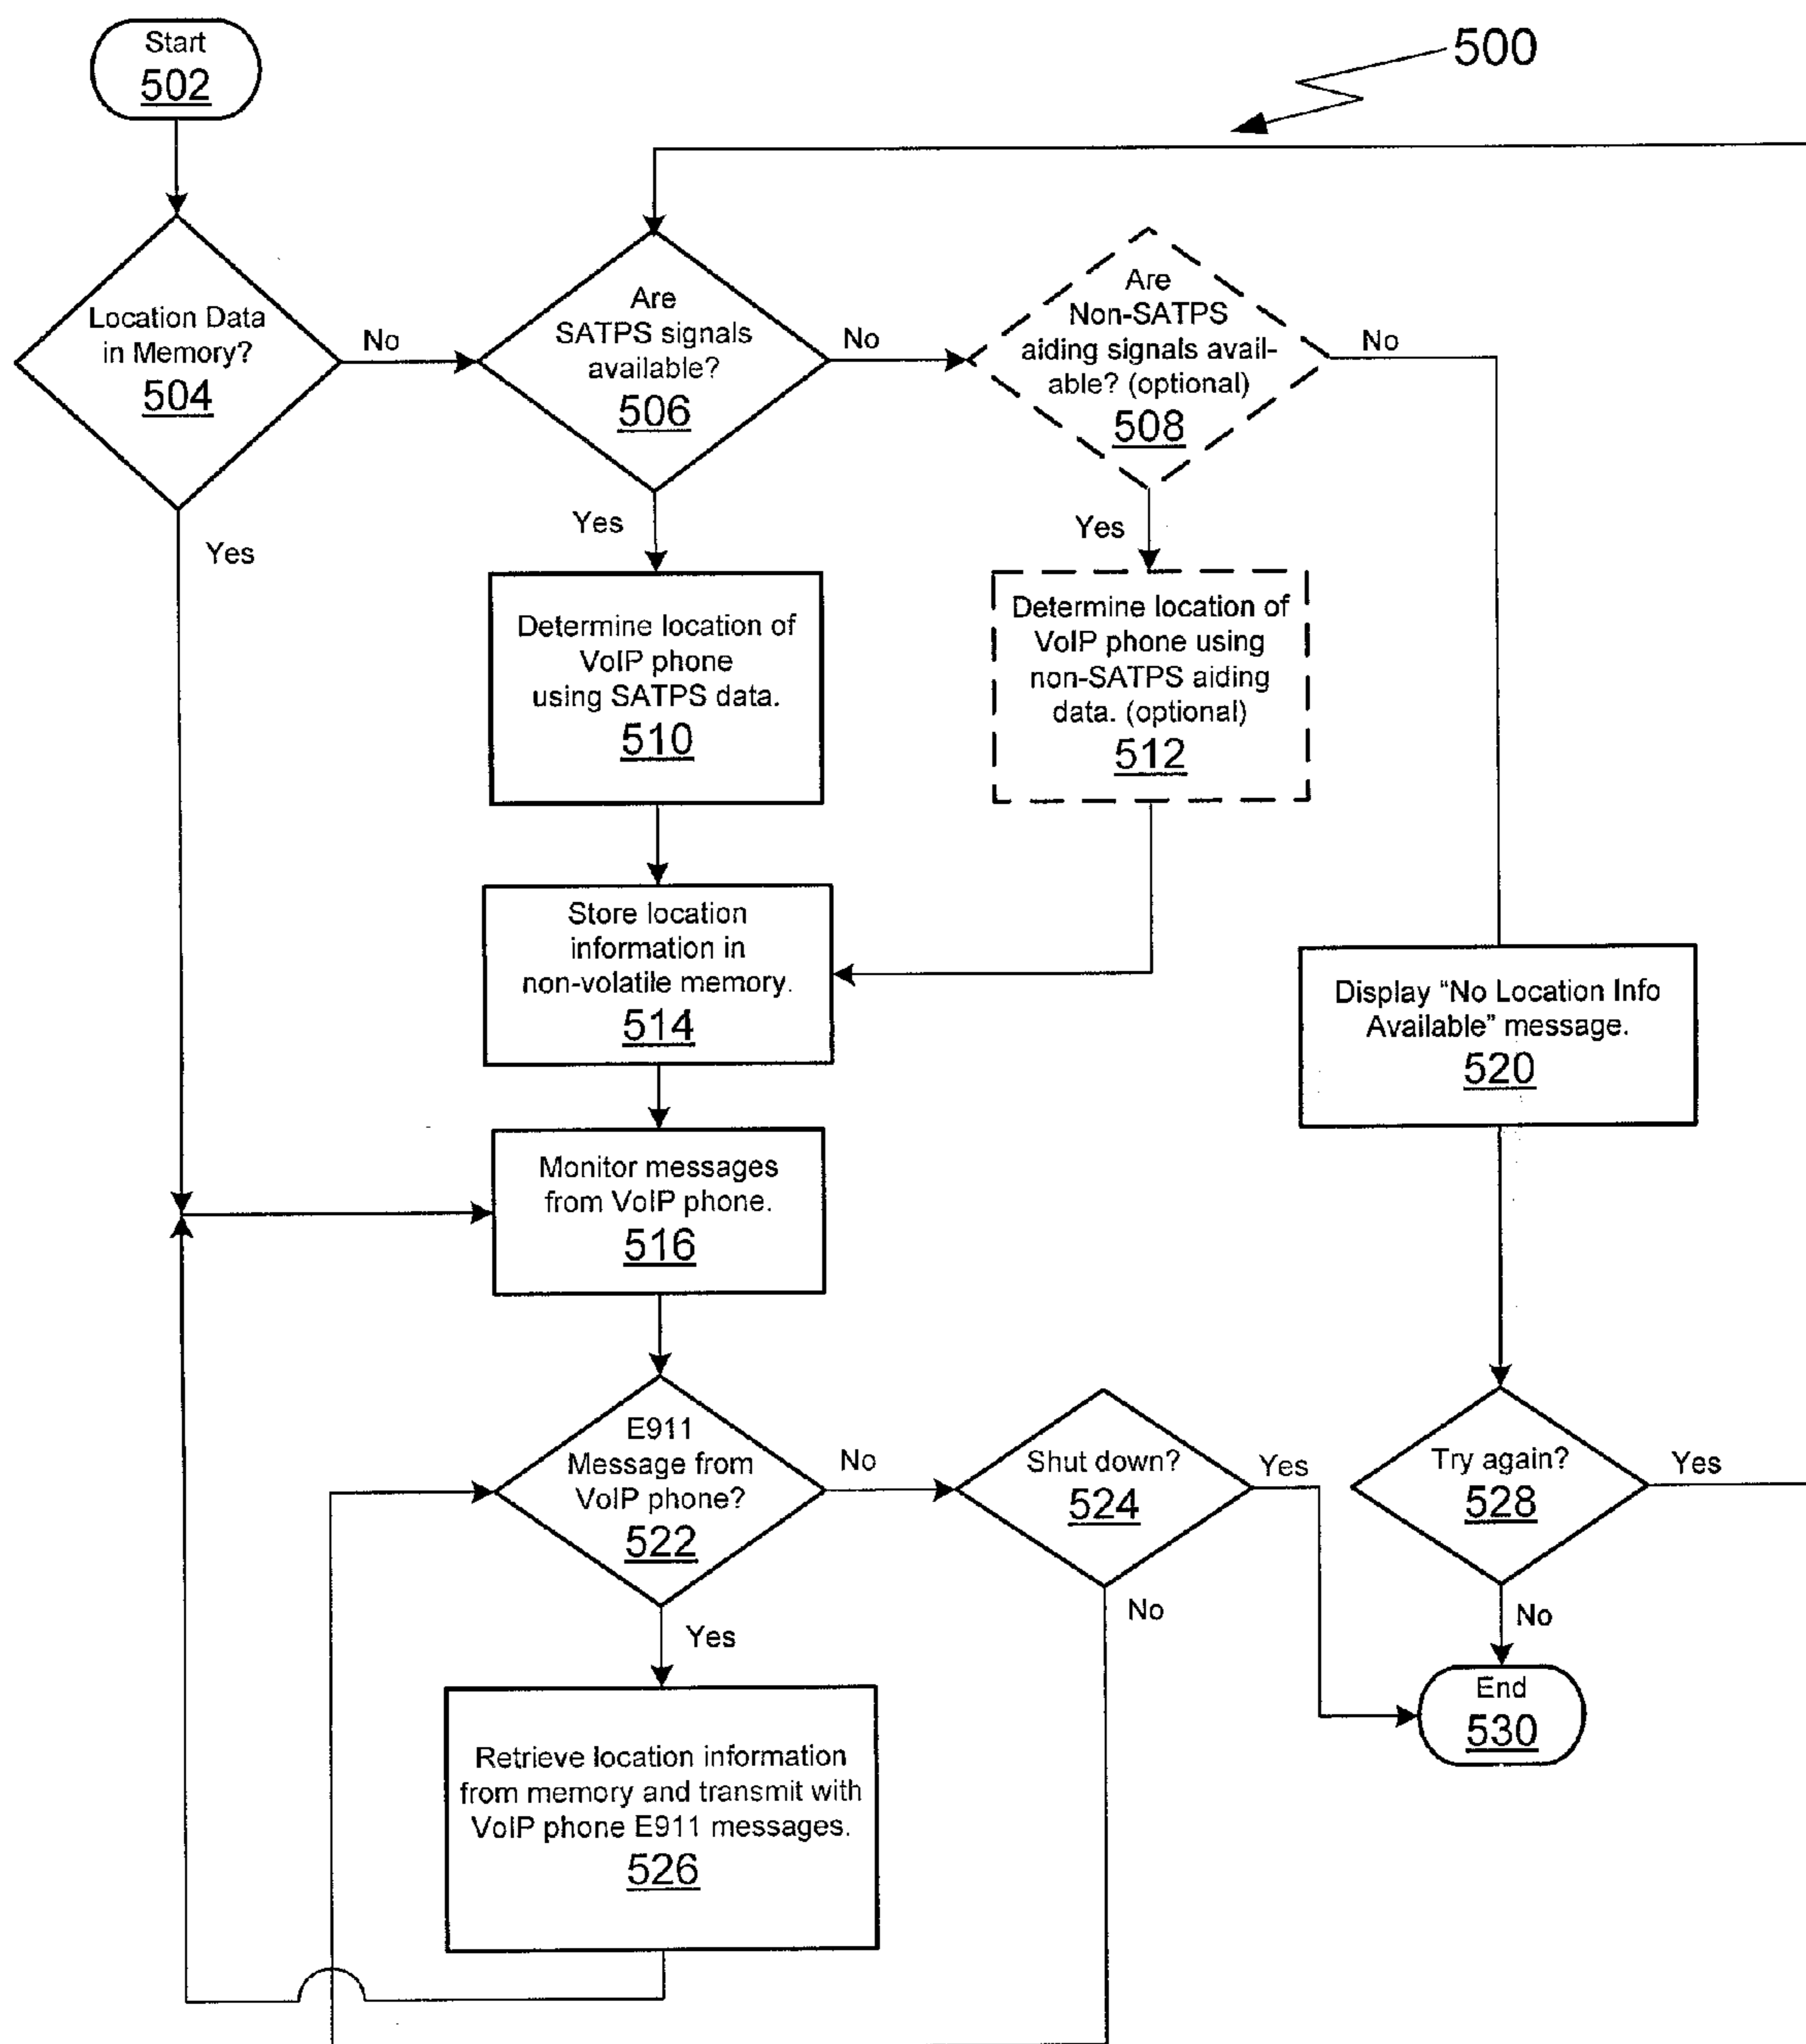 Start
502
500
Location Data
in Memory?
504
No
Yes
Are
SATPS signals
available?
506
No
Yes
Are
Non-SATPS
aiding signals avail-
able? (optional)
508
No
Yes
Determine location of
VoIP phone
using SATPS data.
510
Determine location of
VoIP phone using
non-SATPS aiding
data. (optional)
512
Store location
information in
non-volatile memory.
514
Display “No Location Info
Available” message.
520
Monitor messages
from VoIP phone.
516
E911
Message from
VoIP phone?
522
No
Yes
Shut down?
524
Yes
No
Try again?
528
Yes
No
End
530
Retrieve location information
from memory and transmit with
VoIP phone E911 messages.
526